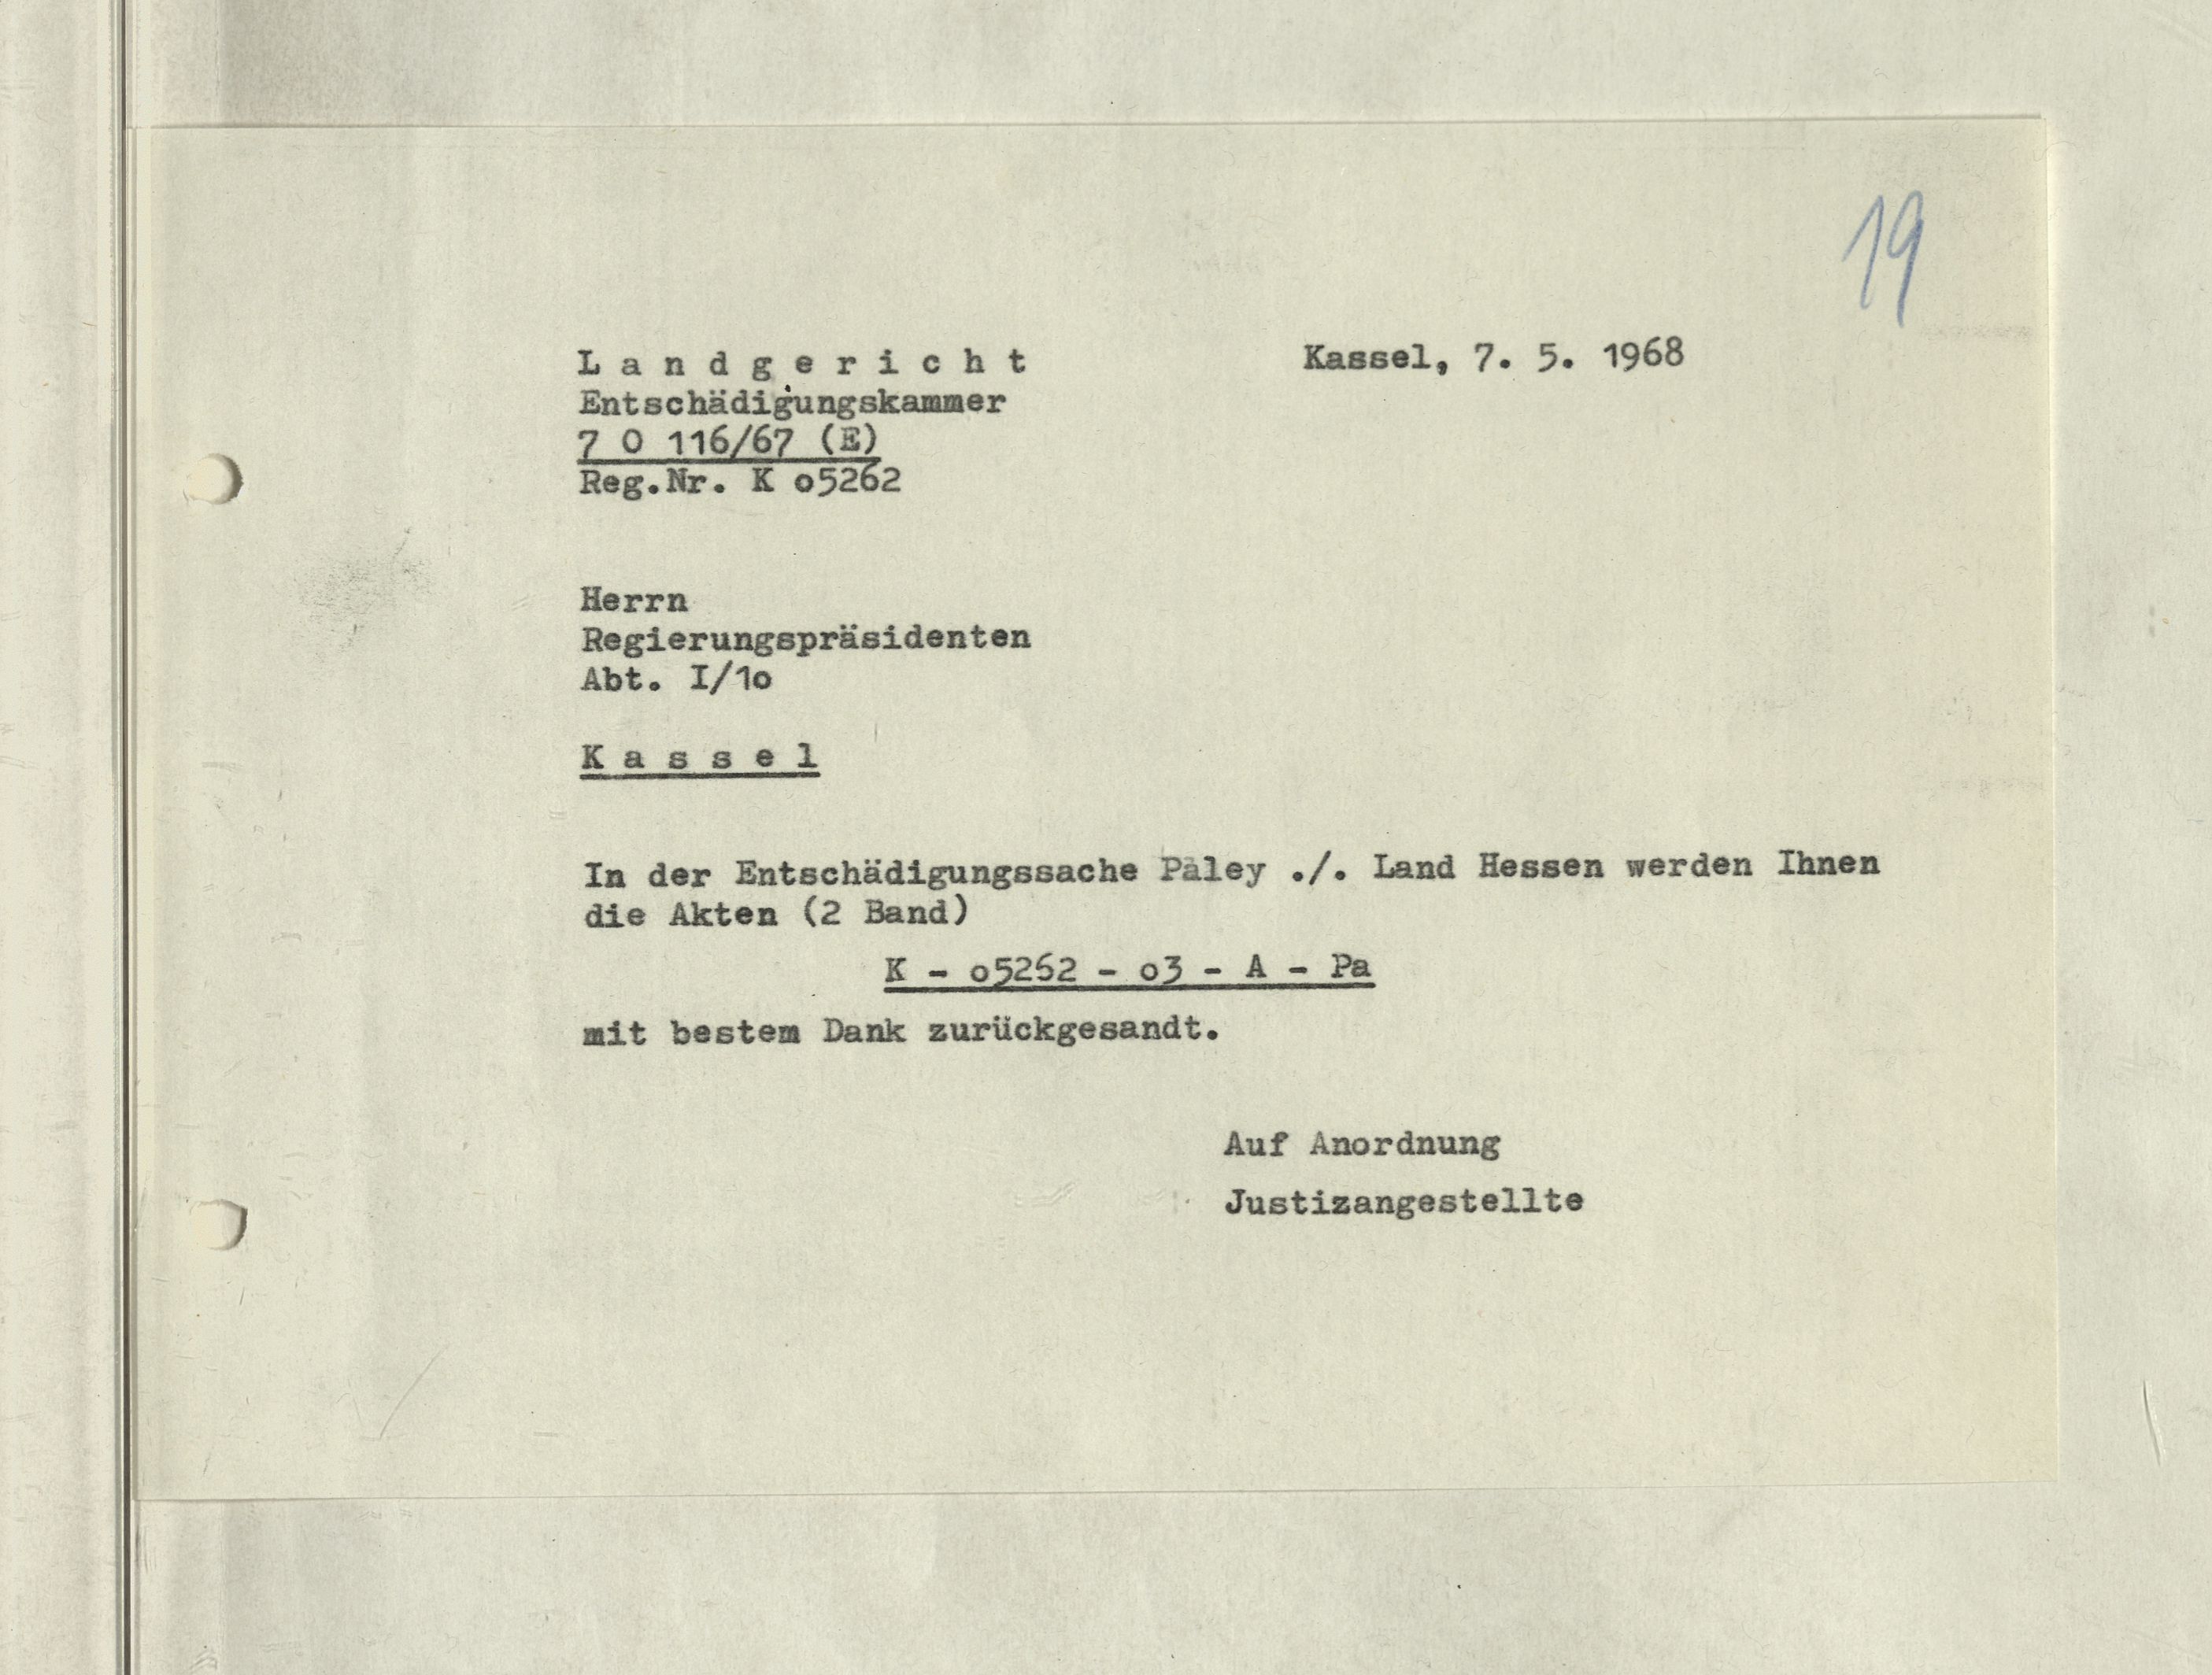 19
L a n d g e r i c h t
Kassel, 7. 5. 1968
Entschädigungskammer
7 O 116/67 (E)
Reg.Nr. K o5262
Herrn
Regierungspräsidenten
Abt. I/1o
K a s s e l
In der Entschädigungssache Paley ./. Land Hessen werden Ihnen
die Akten (2 Band)
K - o5262 - o3 - A - Pa
mit bestem Dank zurückgesandt.
Auf Anordnung
Justizangestellte